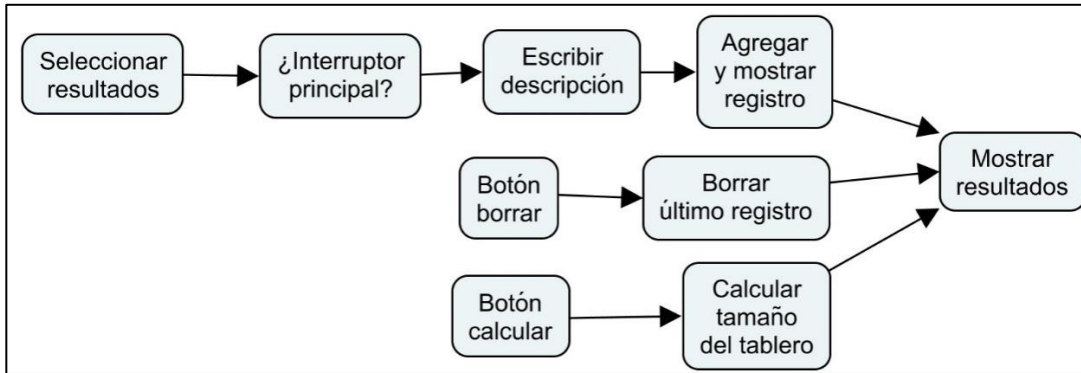 Seleccionar
resultados
¿Interruptor
principal?
Escribir
descripción
Agregar
y mostrar
registro
Botón
borrar
Borrar
último registro
Mostrar
resultados
Botón
calcular
Calcular
tamaño
del tablero